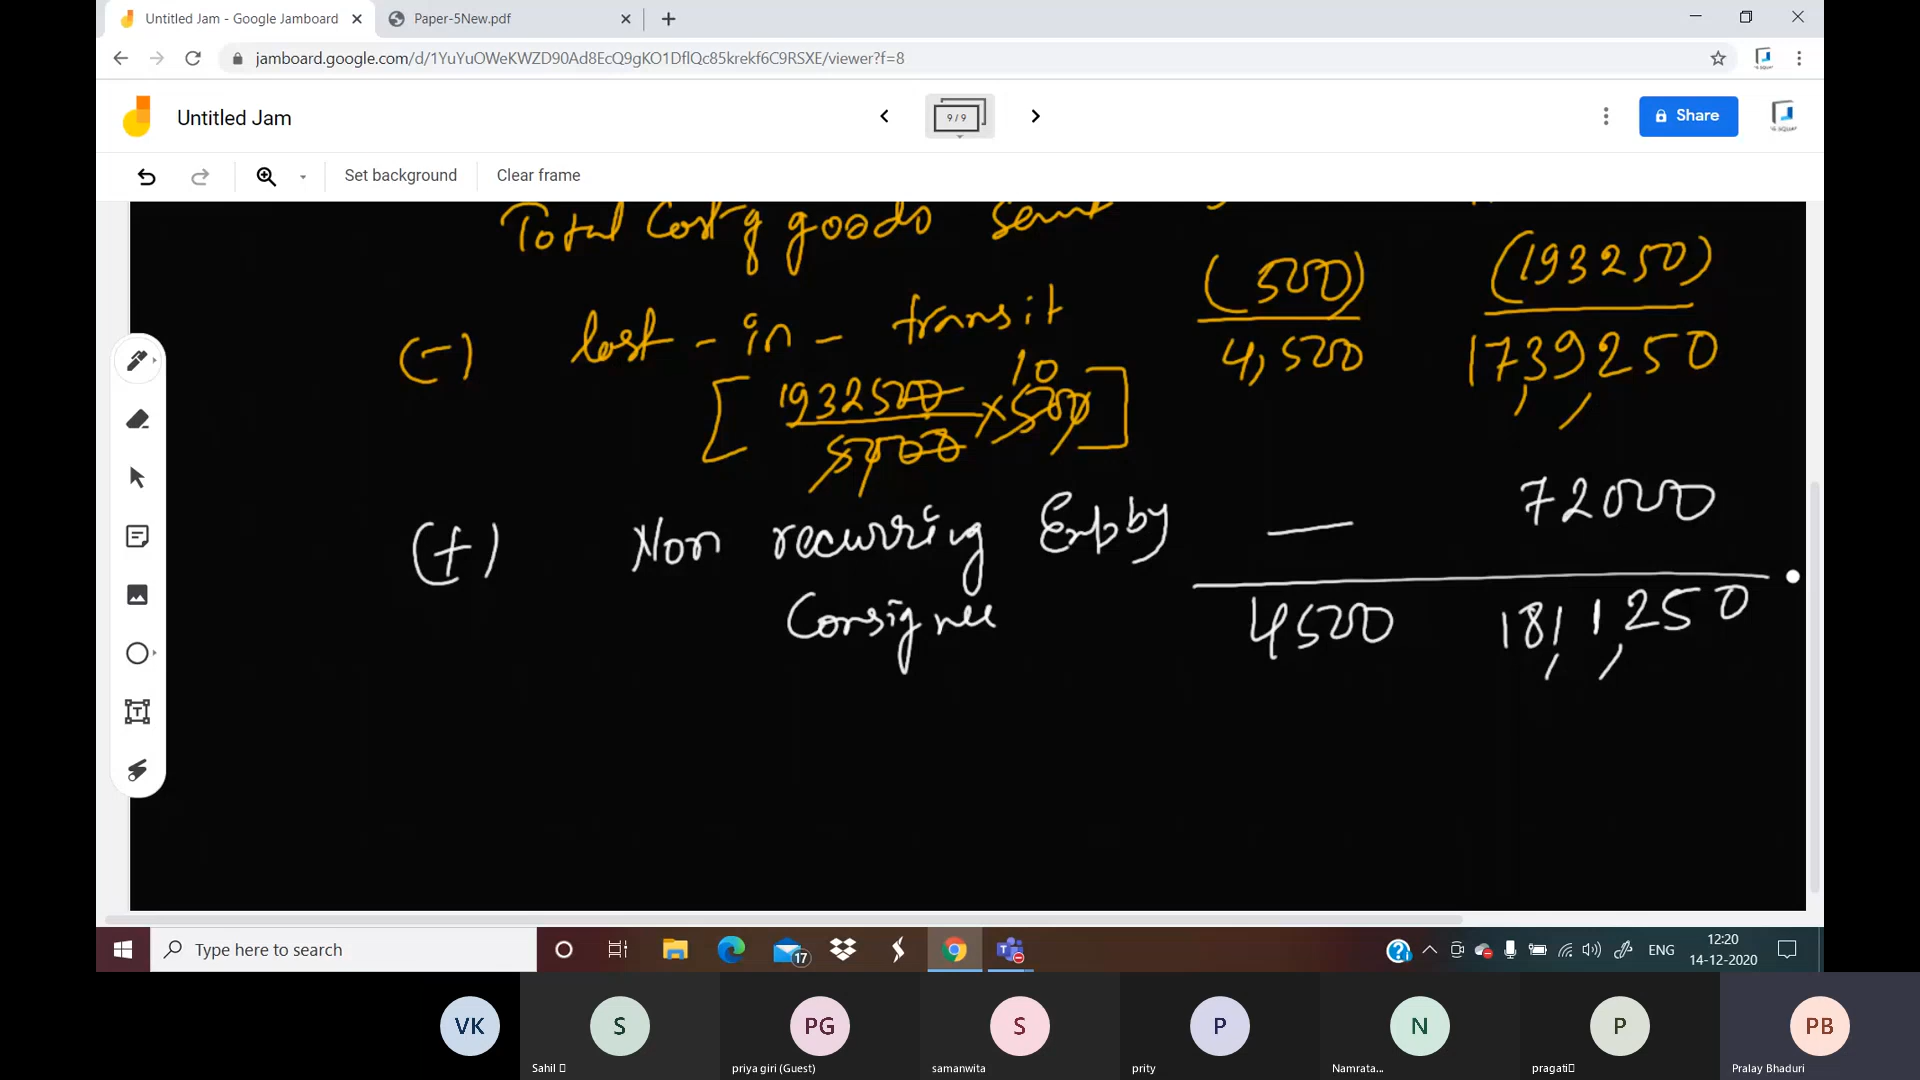 Untitled Jam - Google Jamboard
Paper-5New.pdf
jamboard.google.com/d/1YuYuOWeKWZD90Ad8EcQ9gKO1DflQc85krekf6C9RSXE/viewer?f=8
Untitled Jam
9 / 9
Share
Set background
Clear frame
Total Cost of goods sent
(500) (193250)
(-) lost - in - transit 4,500 17,39,250
[ 1932500 / 5000 × 500 ] 10
(+) Non recurring Exp by — 72000
Consignee 4500 18,11,250
Type here to search
17
ENG
12:20
14-12-2020
VK
S
PG
S
P
N
P
PB
Sahil
priya giri (Guest)
samanwita
prity
Namrata...
pragati
Pralay Bhaduri